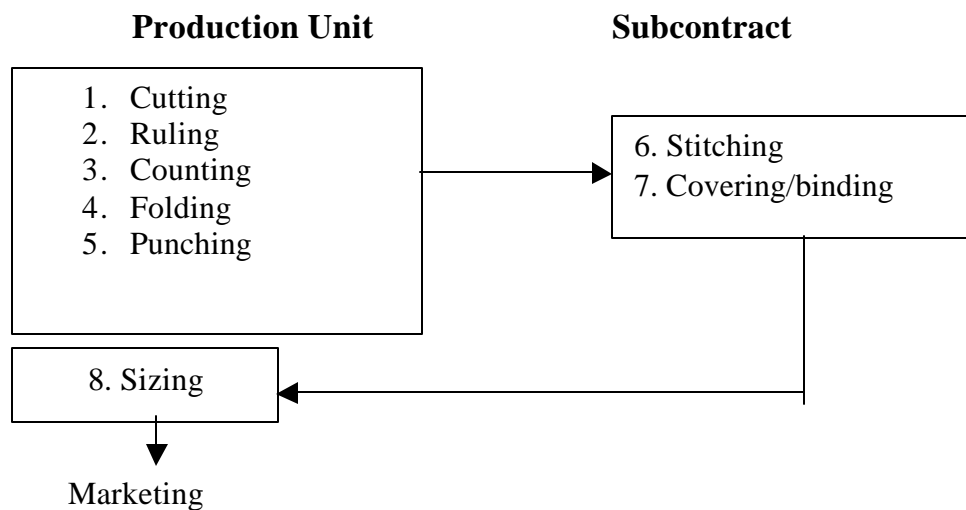 Production Unit
Subcontract
1. Cutting
2. Ruling
3. Counting
4. Folding
5. Punching
6. Stitching
7. Covering/binding
8. Sizing
Marketing